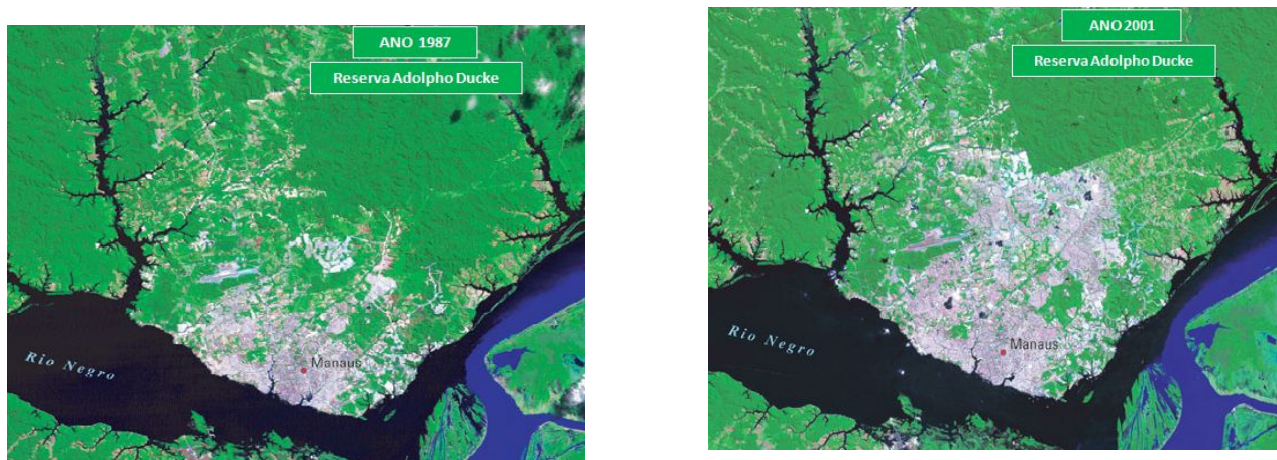 ANO 1987
Reserva Adolpho Ducke
Rio Negro
Manaus
ANO 2001
Reserva Adolpho Ducke
Rio Negro
Manaus